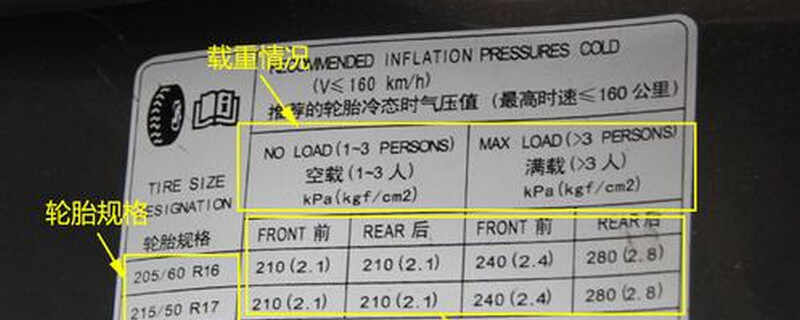 载重情况
RECOMMENDED INFLATION PRESSURES COLD
(V≤160 km/h)
推荐的轮胎冷态时气压值 (最高时速≤160公里)
NO LOAD(1-3 PERSONS) MAX LOAD(>3 PERSONS)
空载(1-3人) 满载(>3人)
kPa(kgf/cm2) kPa(kgf/cm2)
TIRE SIZE
DESIGNATION
轮胎规格
轮胎规格 FRONT 前 REAR 后 FRONT 前 REAR 后
205/60 R16 210(2.1) 210(2.1) 240(2.4) 280(2.8)
215/50 R17 210(2.1) 210(2.1) 240(2.4) 280(2.8)